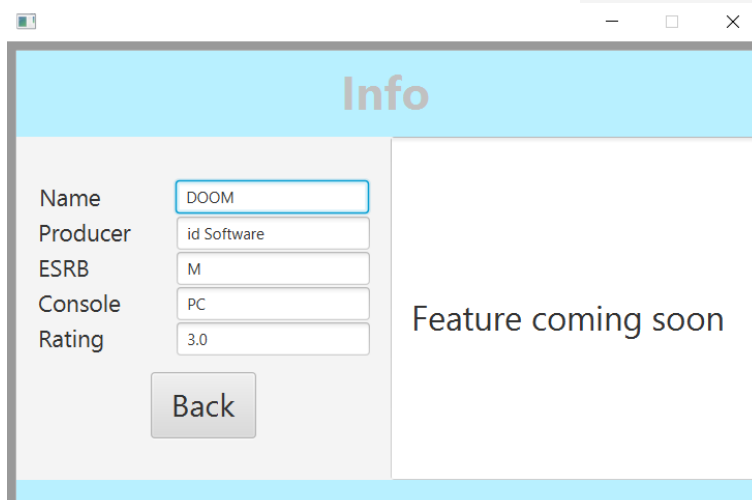 Info
Name DOOM
Producer id Software
ESRB M
Console PC
Rating 3.0
Back
Feature coming soon